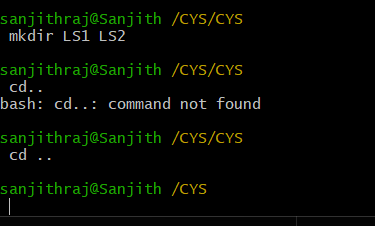 sanjithraj@Sanjith /CYS/CYS
mkdir LS1 LS2
sanjithraj@Sanjith /CYS/CYS
cd..
bash: cd..: command not found
sanjithraj@Sanjith /CYS/CYS
cd ..
sanjithraj@Sanjith /CYS